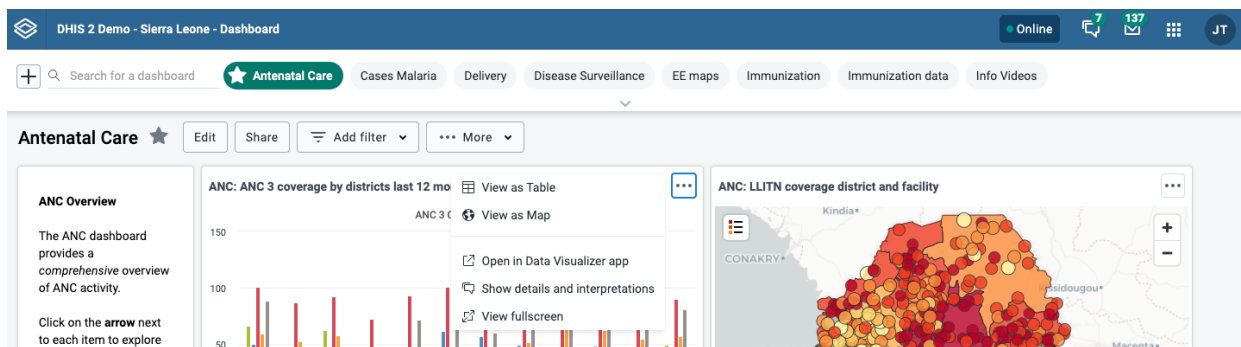 DHIS 2 Demo - Sierra Leone - Dashboard
Online
7
137
JT
Search for a dashboard
Antenatal Care
Cases Malaria
Delivery
Disease Surveillance
EE maps
Immunization
Immunization data
Info Videos
Antenatal Care
Edit
Share
Add filter
More
ANC Overview
The ANC dashboard
provides a
comprehensive overview
of ANC activity.
Click on the arrow next
to each item to explore
ANC: ANC 3 coverage by districts last 12 mo
ANC 3 C
150
100
50
View as Table
View as Map
Open in Data Visualizer app
Show details and interpretations
View fullscreen
ANC: LLITN coverage district and facility
Kindia
CONAKRY
Macenta